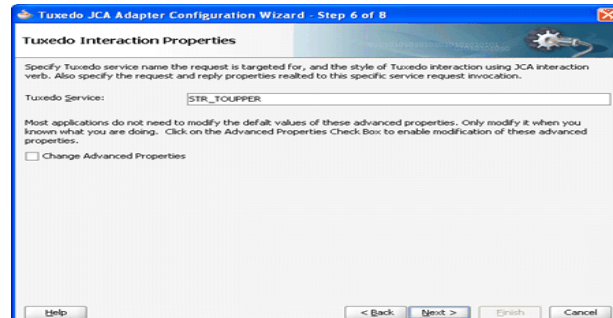 Tuxedo JCA Adapter Configuration Wizard - Step 6 of 8
Tuxedo Interaction Properties
Specify Tuxedo service name the request is targeted for, and the style of Tuxedo interaction using JCA interaction
verb. Also specify the request and reply properties realted to this specific service request invocation.
Tuxedo Service:
STR_TOUPPER
Most applications do not need to modify the defalt values of these advanced properties. Only modify it when you
known what you are doing. Click on the Advanced Properties Check Box to enable modification of these advanced
properties.
Change Advanced Properties
Help
< Back
Next >
Finish
Cancel